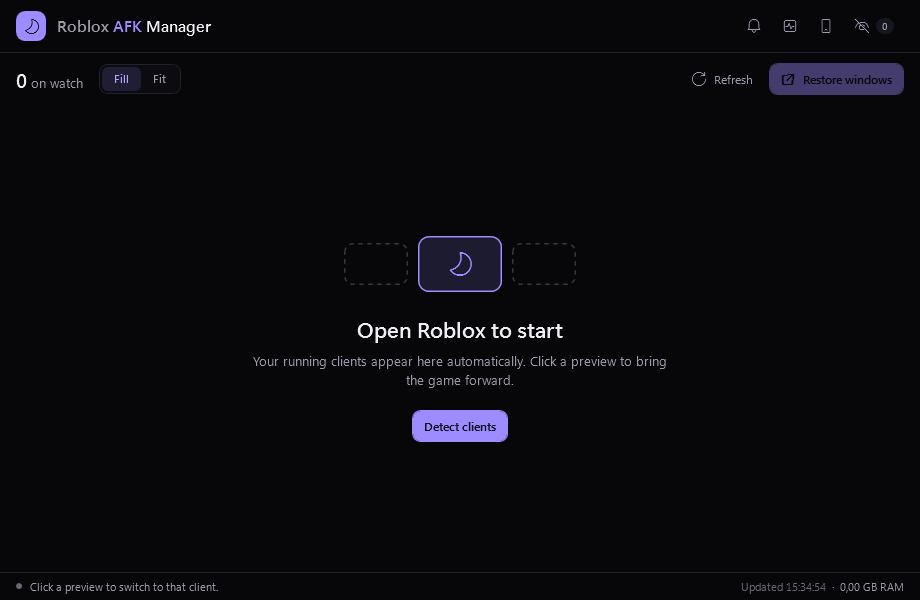 Roblox AFK Manager
0
0 on watch
Fill
Fit
Refresh
Restore windows
Open Roblox to start
Your running clients appear here automatically. Click a preview to bring
the game forward.
Detect clients
Click a preview to switch to that client.
Updated 15:34:54 · 0,00 GB RAM